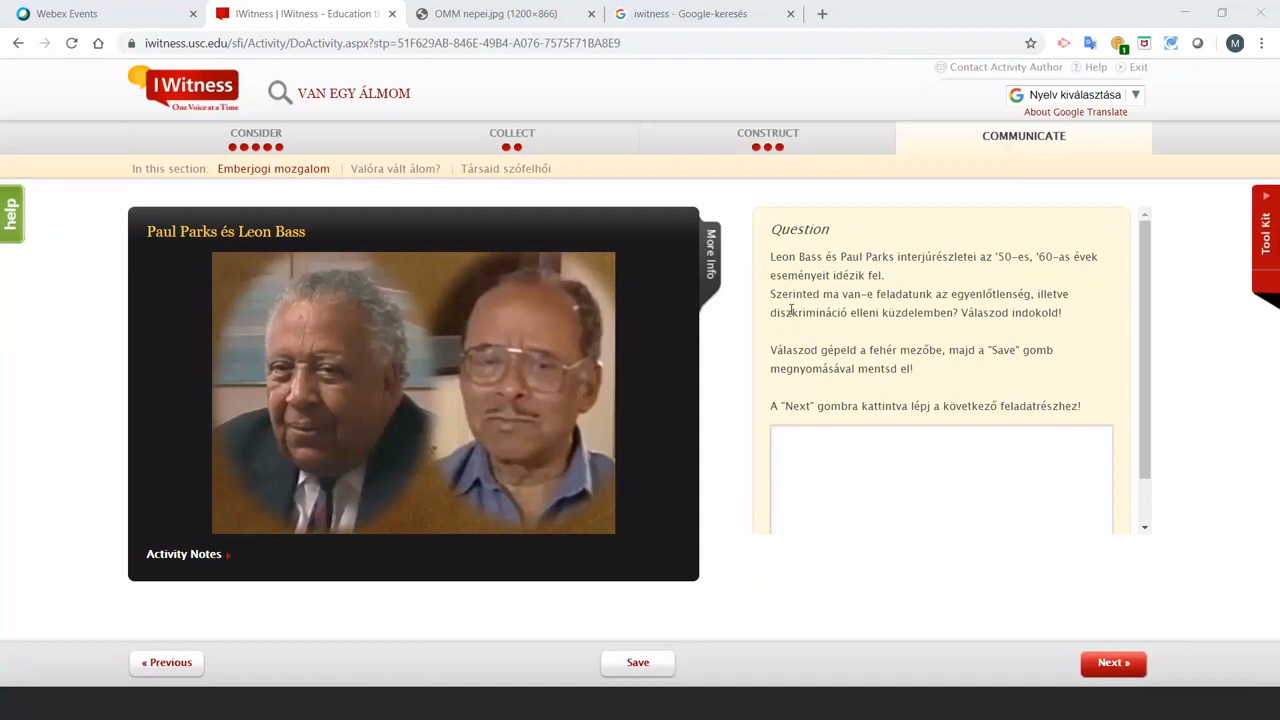 Webex Events
IWitness | IWitness - Education t
OMM nepei.jpg (1200×866)
iwitness - Google-keresés
iwitness.usc.edu/sfi/Activity/DoActivity.aspx?stp=51F629AB-846E-49B4-A076-7575F71BA8E9
1
M
Contact Activity Author
Help
Exit
IWitness
One Voice at a Time
VAN EGY ÁLMOM
Nyelv kiválasztása
About Google Translate
CONSIDER
COLLECT
CONSTRUCT
COMMUNICATE
In this section: Emberjogi mozgalom | Valóra vált álom? | Társaid szófelhői
help
Tool Kit
Paul Parks és Leon Bass
More Info
Activity Notes
Question
Leon Bass és Paul Parks interjúrészletei az '50-es, '60-as évek
eseményeit idézik fel.
Szerinted ma van-e feladatunk az egyenlőtlenség, illetve
diszkrimináció elleni küzdelemben? Válaszod indokold!
Válaszod gépeld a fehér mezőbe, majd a "Save" gomb
megnyomásával mentsd el!
A "Next" gombra kattintva lépj a következő feladatrészhez!
« Previous
Save
Next »